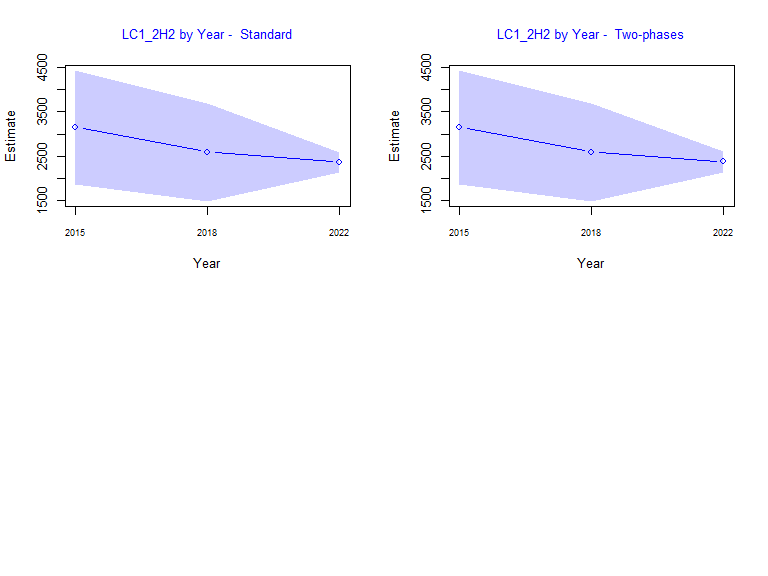 LC1_2H2 by Year -  Standard
Estimate
4500
3500
2500
1500
2015
2018
2022
Year
LC1_2H2 by Year -  Two-phases
Estimate
4500
3500
2500
1500
2015
2018
2022
Year